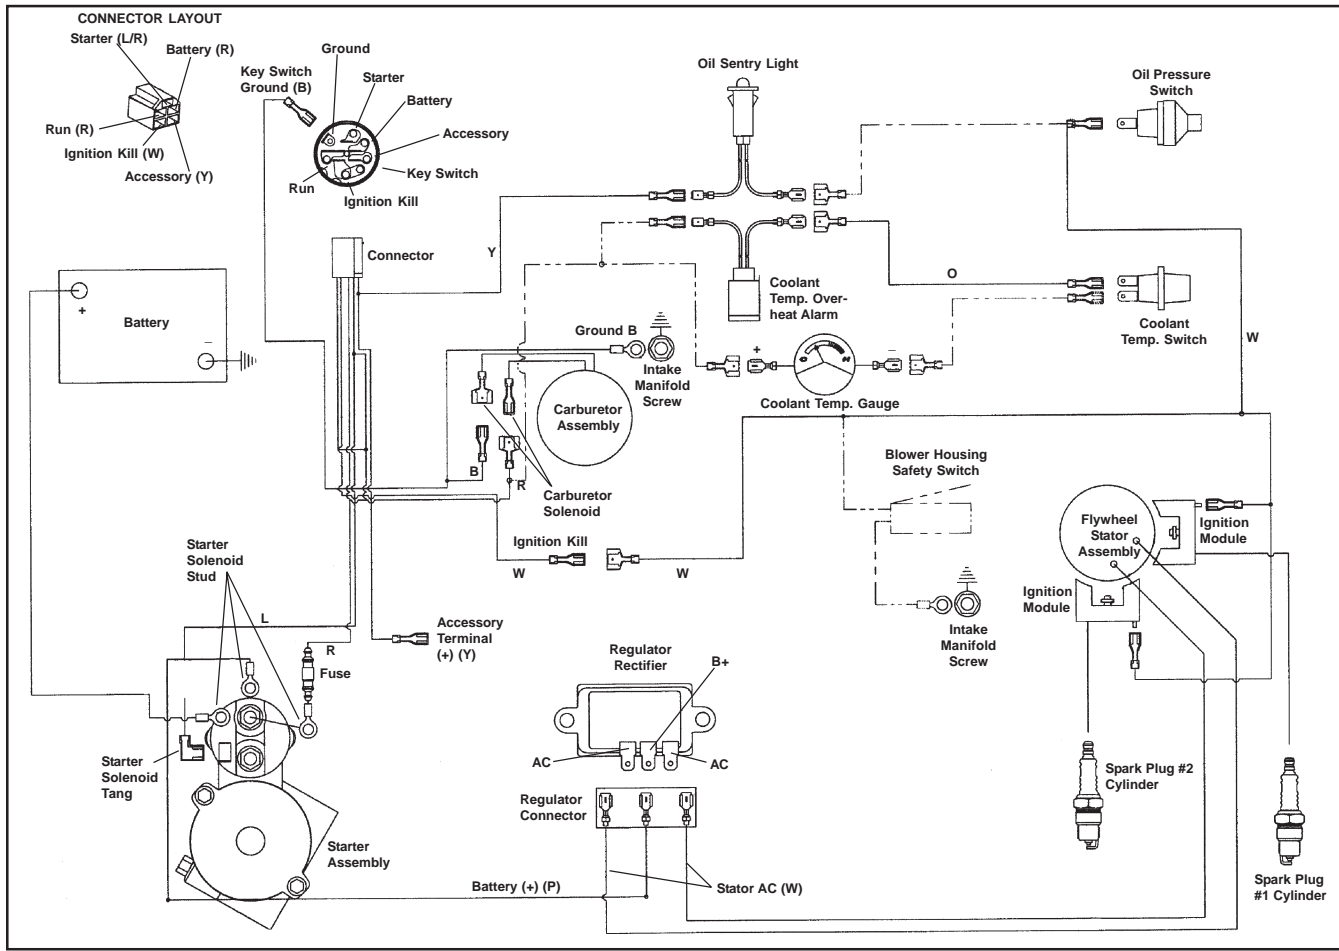 CONNECTOR LAYOUT
Starter (L/R)
Battery (R)
Run (R)
Ignition Kill (W)
Accessory (Y)
Key Switch
Ground (B)
Ground
Starter
Battery
Accessory
Key Switch
Run
Ignition Kill
Oil Sentry Light
Oil Pressure
Switch
Connector
Y
Battery
+
–
Coolant
Temp. Over-
heat Alarm
O
Coolant
Temp. Switch
W
Ground B
Intake
Manifold
Screw
+
–
C
H
Coolant Temp. Gauge
Carburetor
Assembly
B
R
Carburetor
Solenoid
Blower Housing
Safety Switch
Ignition Kill
W
W
Flywheel
Stator
Assembly
Ignition
Module
Ignition
Module
Intake
Manifold
Screw
Starter
Solenoid
Stud
L
R
Fuse
Accessory
Terminal
(+) (Y)
Regulator
Rectifier
B+
AC
AC
Starter
Solenoid
Tang
Regulator
Connector
Starter
Assembly
Battery (+) (P)
Stator AC (W)
Spark Plug #2
Cylinder
Spark Plug
#1 Cylinder